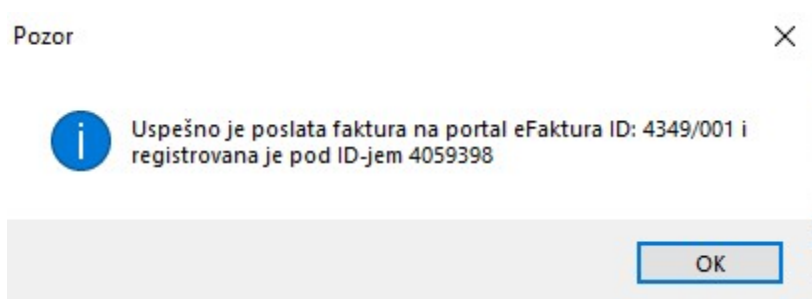 Pozor
Uspešno je poslata faktura na portal eFaktura ID: 4349/001 i
registrovana je pod ID-jem 4059398
OK